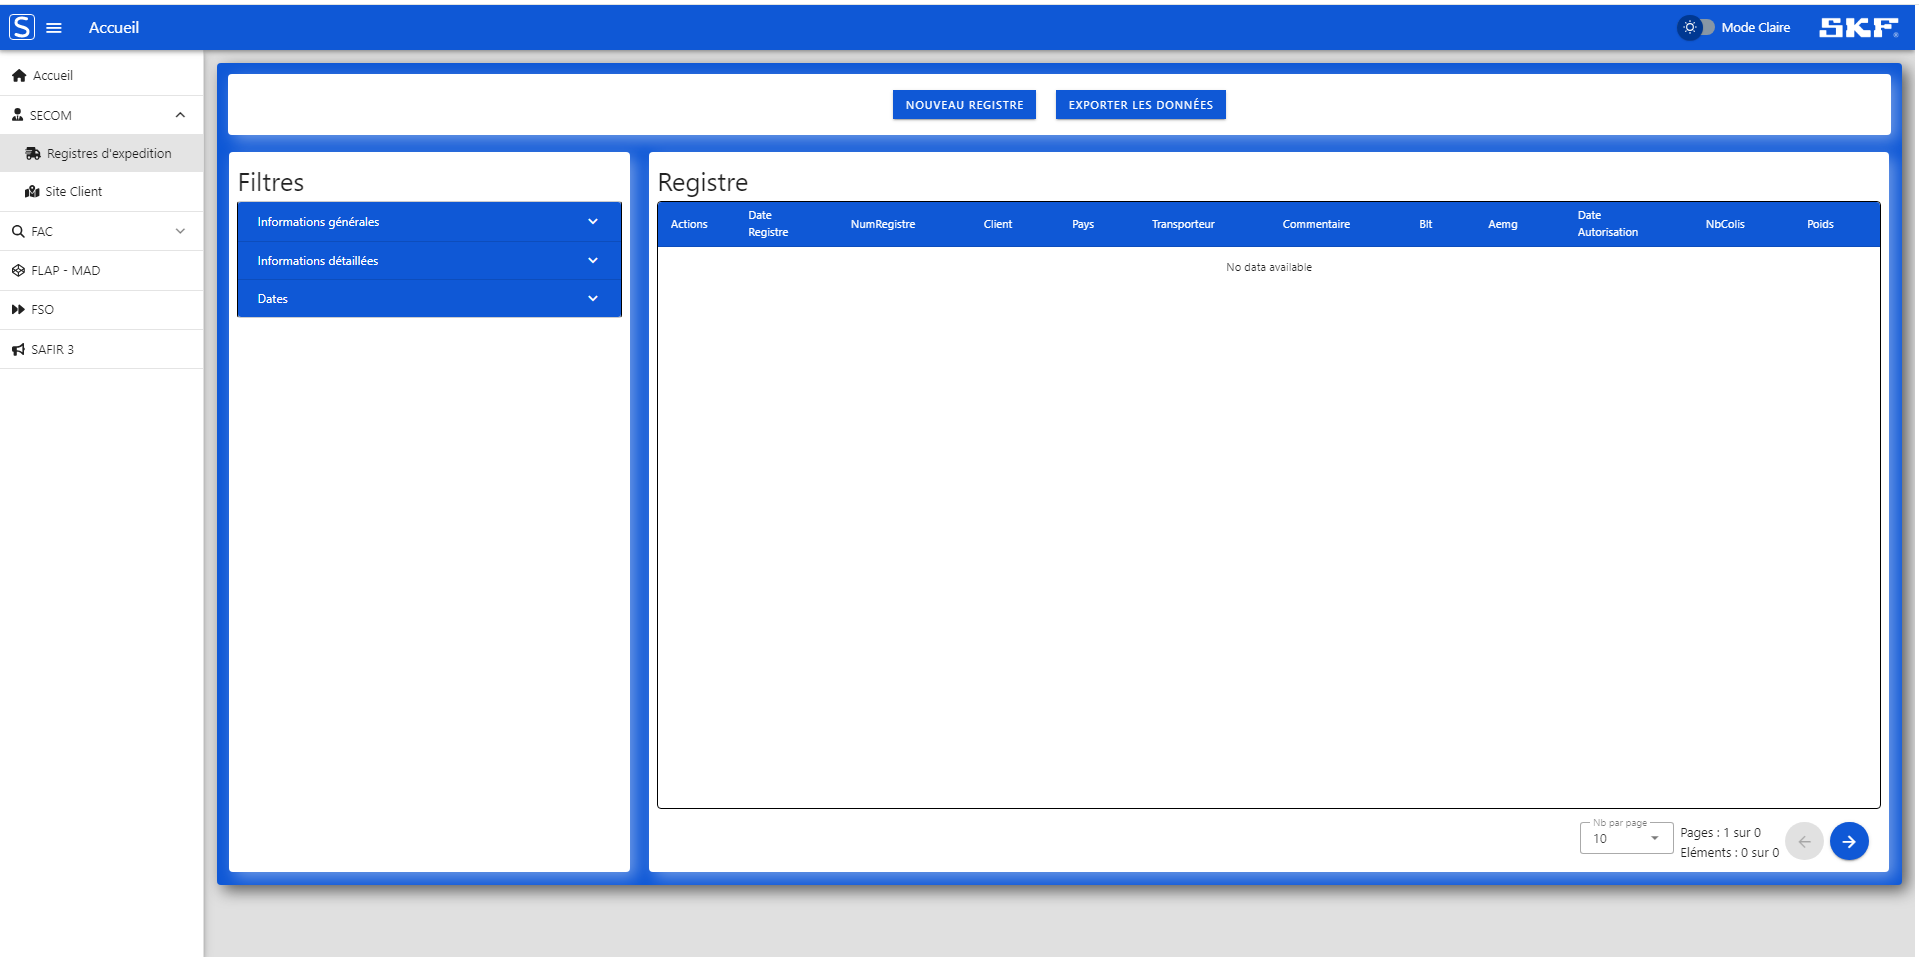 S
Accueil
Mode Claire
SKF®
Accueil
SECOM
Registres d'expedition
Site Client
FAC
FLAP - MAD
FSO
SAFIR 3
NOUVEAU REGISTRE
EXPORTER LES DONNÉES
Filtres
Informations générales
Informations détaillées
Dates
Registre
Actions
Date
Registre
NumRegistre
Client
Pays
Transporteur
Commentaire
Blt
Aemg
Date
Autorisation
NbColis
Poids
No data available
Nb par page
10
Pages : 1 sur 0
Eléments : 0 sur 0